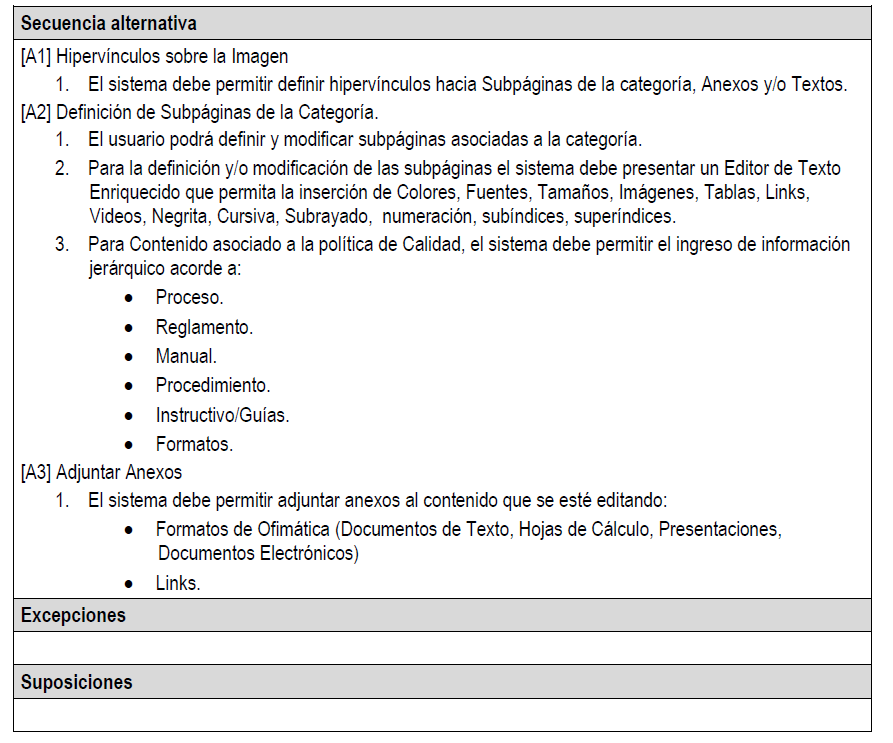 Secuencia alternativa
[A1] Hipervínculos sobre la Imagen
1. El sistema debe permitir definir hipervínculos hacia Subpáginas de la categoría, Anexos y/o Textos.
[A2] Definición de Subpáginas de la Categoría.
1. El usuario podrá definir y modificar subpáginas asociadas a la categoría.
2. Para la definición y/o modificación de las subpáginas el sistema debe presentar un Editor de Texto
Enriquecido que permita la inserción de Colores, Fuentes, Tamaños, Imágenes, Tablas, Links,
Videos, Negrita, Cursiva, Subrayado, numeración, subíndices, superíndices.
3. Para Contenido asociado a la política de Calidad, el sistema debe permitir el ingreso de información
jerárquico acorde a:
• Proceso.
• Reglamento.
• Manual.
• Procedimiento.
• Instructivo/Guías.
• Formatos.
[A3] Adjuntar Anexos
1. El sistema debe permitir adjuntar anexos al contenido que se esté editando:
• Formatos de Ofimática (Documentos de Texto, Hojas de Cálculo, Presentaciones,
Documentos Electrónicos)
• Links.
Excepciones
Suposiciones